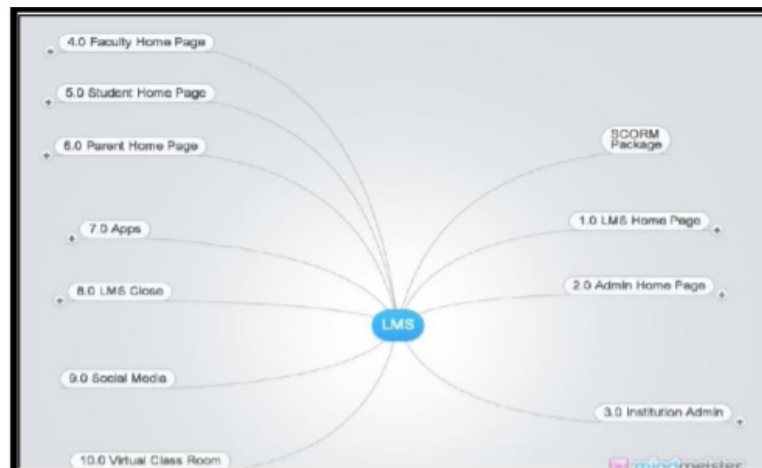 4.0 Faculty Home Page
5.0 Student Home Page
6.0 Parent Home Page
7.0 Apps
8.0 LMS Close
9.0 Social Media
10.0 Virtual Class Room
LMS
SCORM
Package
1.0 LMS Home Page
2.0 Admin Home Page
3.0 Institution Admin
mindmeister